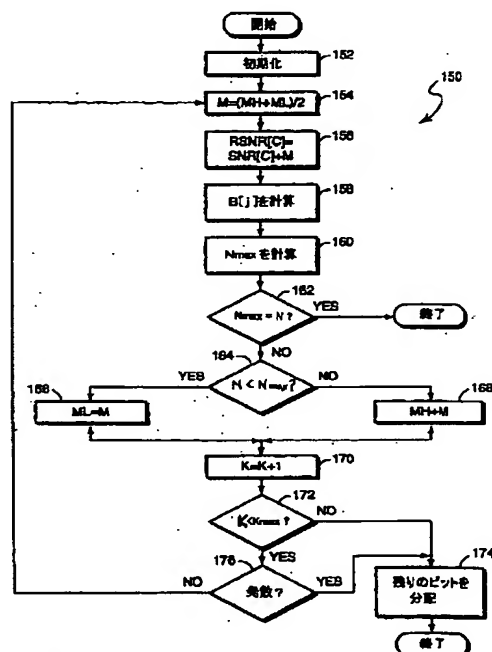 開始
初期化
152
M=(MH+ML)/2
154
150
RSNR[C]=
SNR[C]+M
156
B[j]を計算
158
Nmaxを計算
160
162
Nmax = N ?
YES
終了
NO
164
YES
N < Nmax?
NO
166
ML=M
MH+M
168
K=K+1
170
172
K<Kmax ?
NO
YES
176
NO
発散?
YES
174
残りのビットを
分配
終了